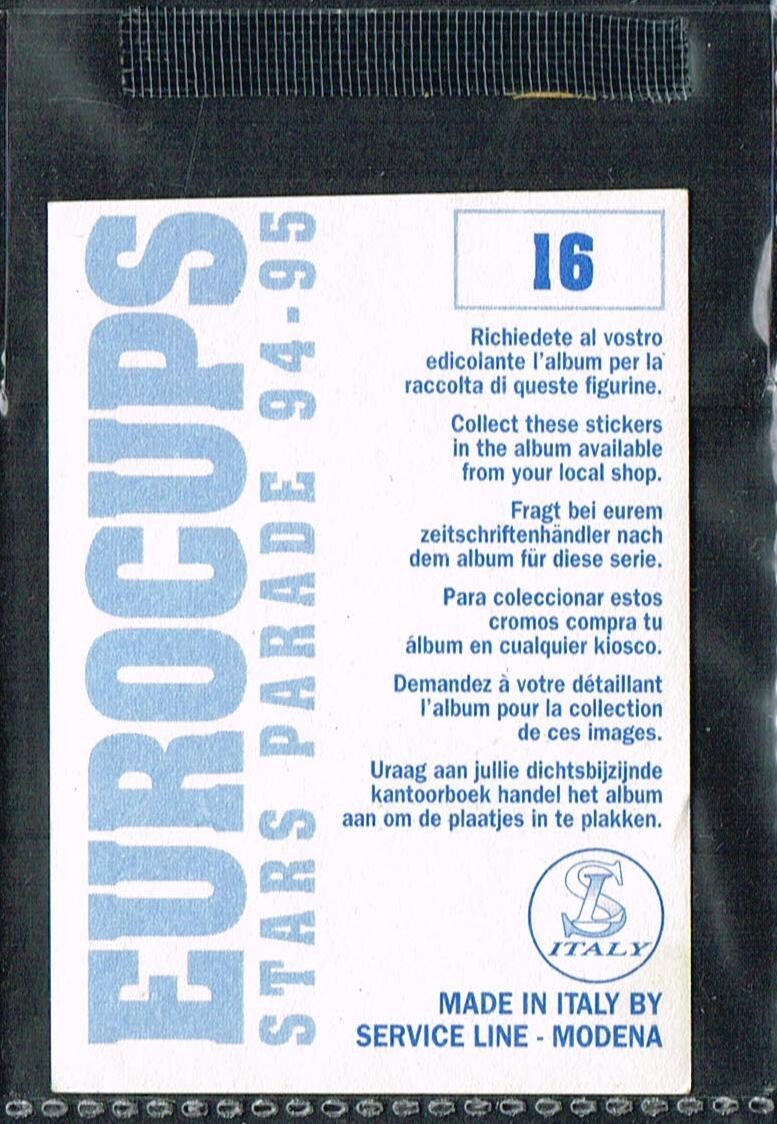 EUROCUPS
STARS PARADE 94-95
16
Richiedete al vostro
edicolante l'album per la
raccolta di queste figurine.
Collect these stickers
in the album available
from your local shop.
Fragt bei eurem
zeitschriftenhändler nach
dem album für diese serie.
Para coleccionar estos
cromos compra tu
álbum en cualquier kiosco.
Demandez à votre détaillant
l'album pour la collection
de ces images.
Uraag aan jullie dichtsbijzijnde
kantoorboek handel het album
aan om de plaatjes in te plakken.
SL
ITALY
MADE IN ITALY BY
SERVICE LINE - MODENA